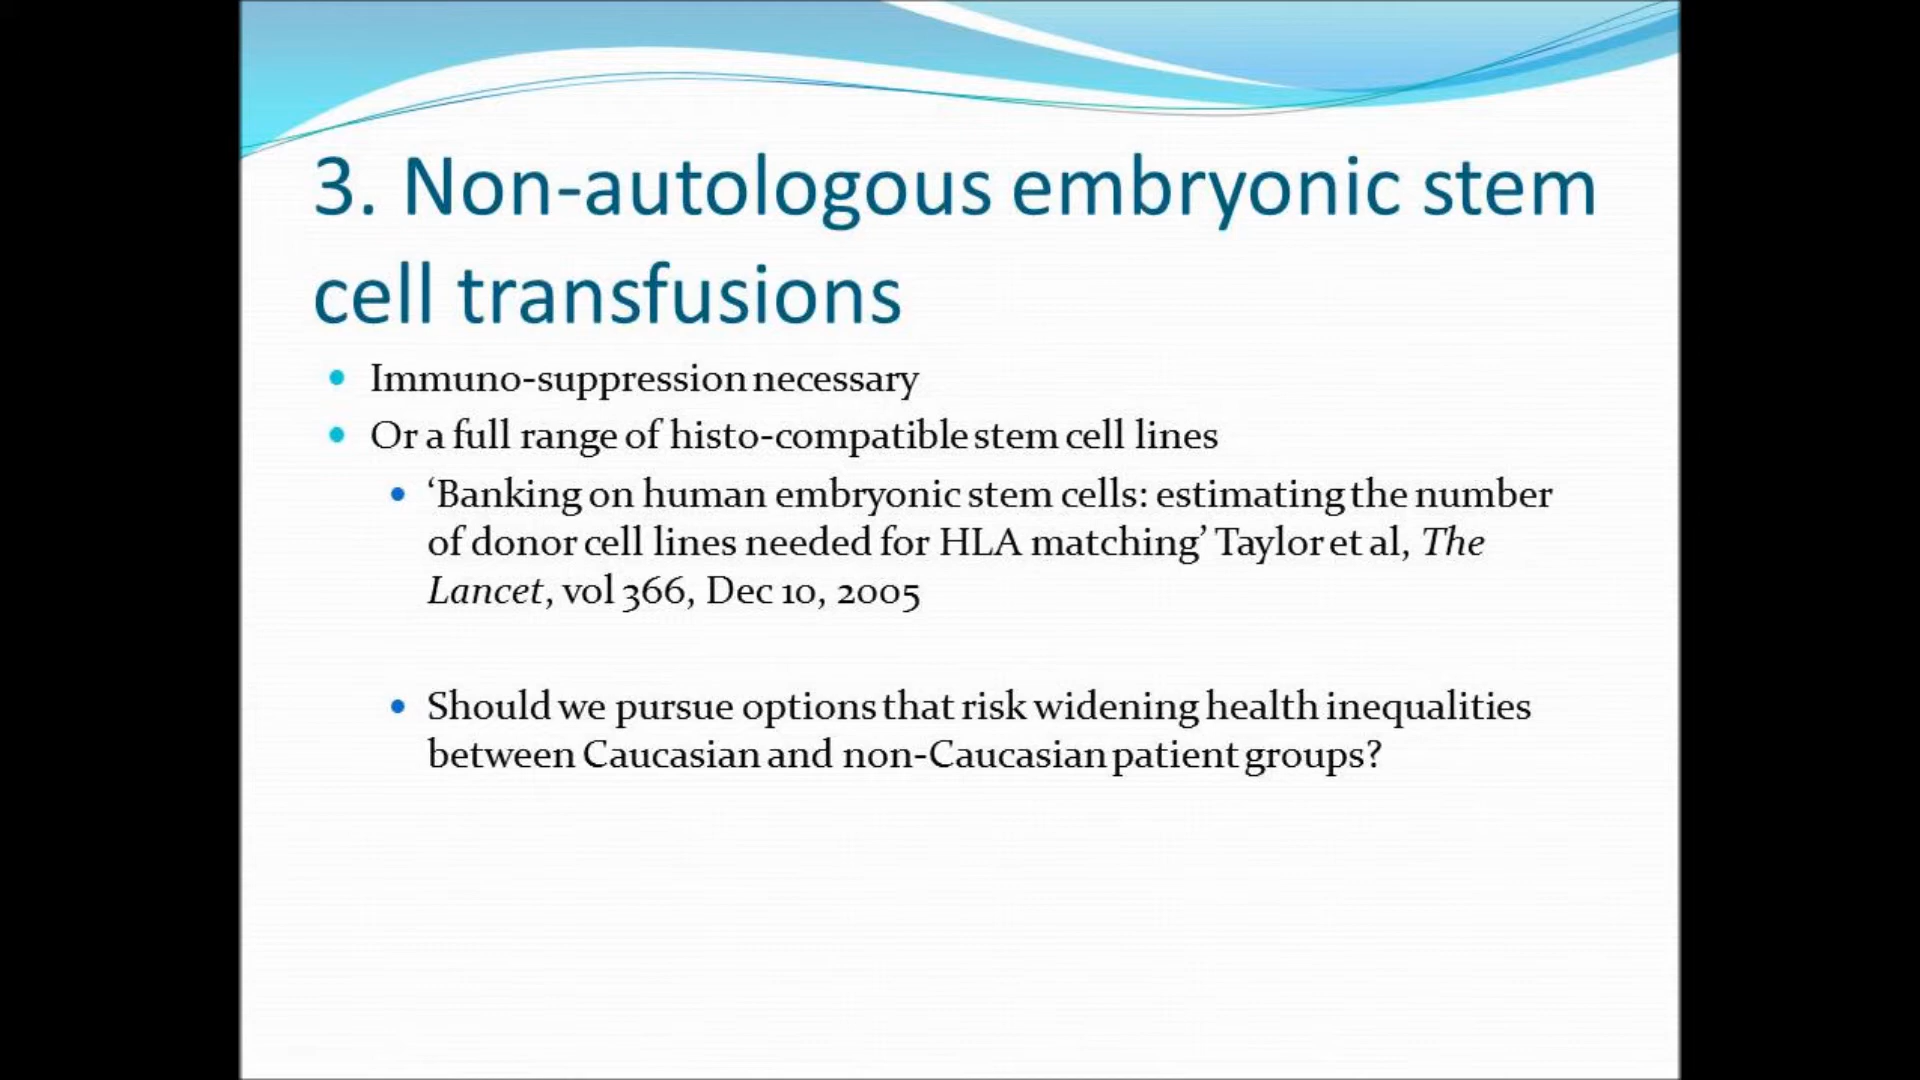 3. Non-autologous embryonic stem
cell transfusions
• Immuno-suppression necessary
• Or a full range of histo-compatible stem cell lines
• ‘Banking on human embryonic stem cells: estimating the number
of donor cell lines needed for HLA matching’ Taylor et al, The
Lancet, vol 366, Dec 10, 2005
• Should we pursue options that risk widening health inequalities
between Caucasian and non-Caucasian patient groups?